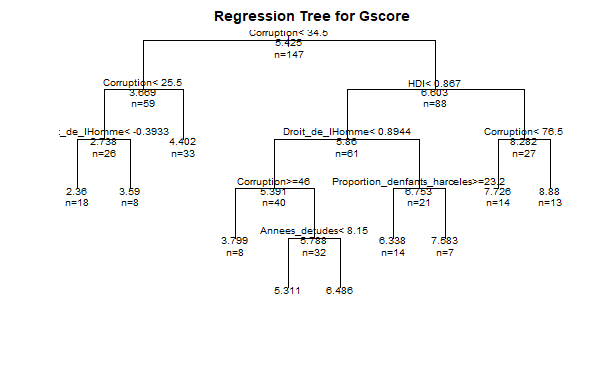 Regression Tree for Gscore
Corruption< 34.5
5.425
n=147
Corruption< 25.5
3.669
n=59
HDI< 0.867
6.603
n=88
_de_lHomme< -0.3933
2.738
n=26
4.402
n=33
Droit_de_lHomme< 0.8944
5.86
n=61
Corruption< 76.5
8.282
n=27
2.36
n=18
3.59
n=8
Corruption>=46
5.391
n=40
Proportion_denfants_harceles>=23.2
6.753
n=21
7.726
n=14
8.88
n=13
3.799
n=8
Annees_detudes< 8.15
5.788
n=32
6.338
n=14
7.583
n=7
5.311
6.486